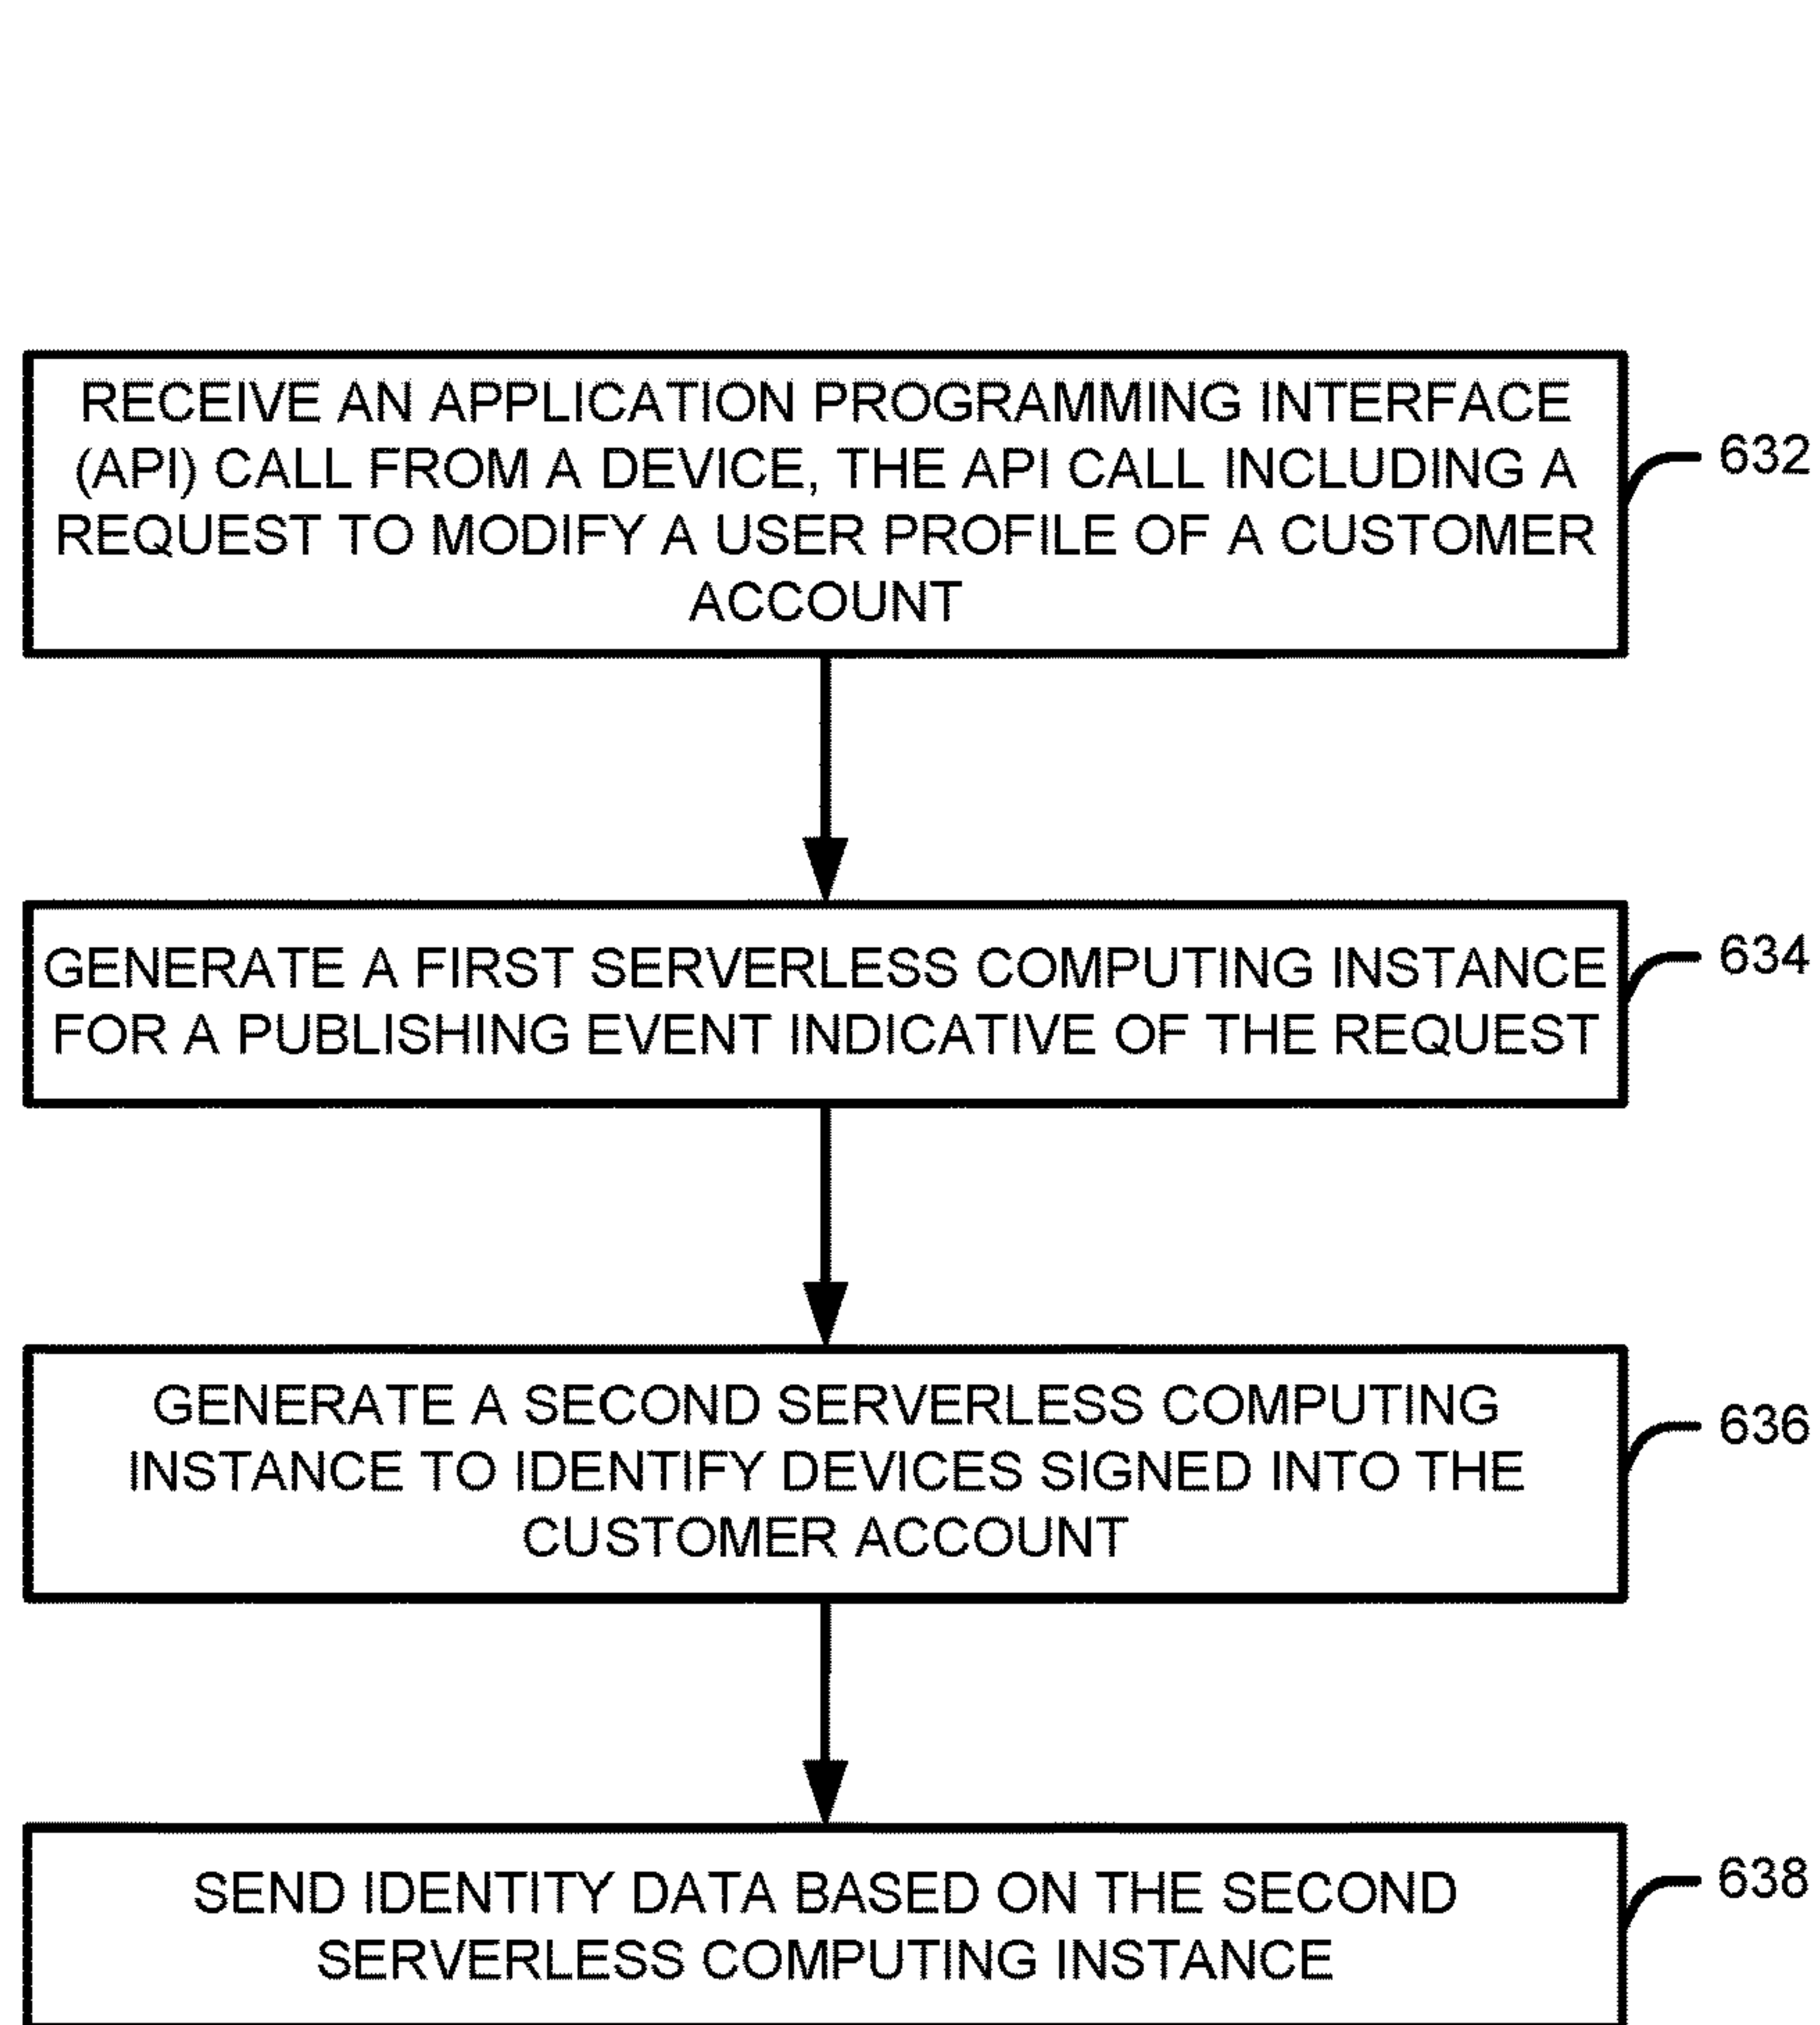 RECEIVE AN APPLICATION PROGRAMMING INTERFACE
(API) CALL FROM A DEVICE, THE API CALL INCLUDING A
REQUEST TO MODIFY A USER PROFILE OF A CUSTOMER
ACCOUNT
632
GENERATE A FIRST SERVERLESS COMPUTING INSTANCE
FOR A PUBLISHING EVENT INDICATIVE OF THE REQUEST
634
GENERATE A SECOND SERVERLESS COMPUTING
INSTANCE TO IDENTIFY DEVICES SIGNED INTO THE
CUSTOMER ACCOUNT
636
SEND IDENTITY DATA BASED ON THE SECOND
SERVERLESS COMPUTING INSTANCE
638